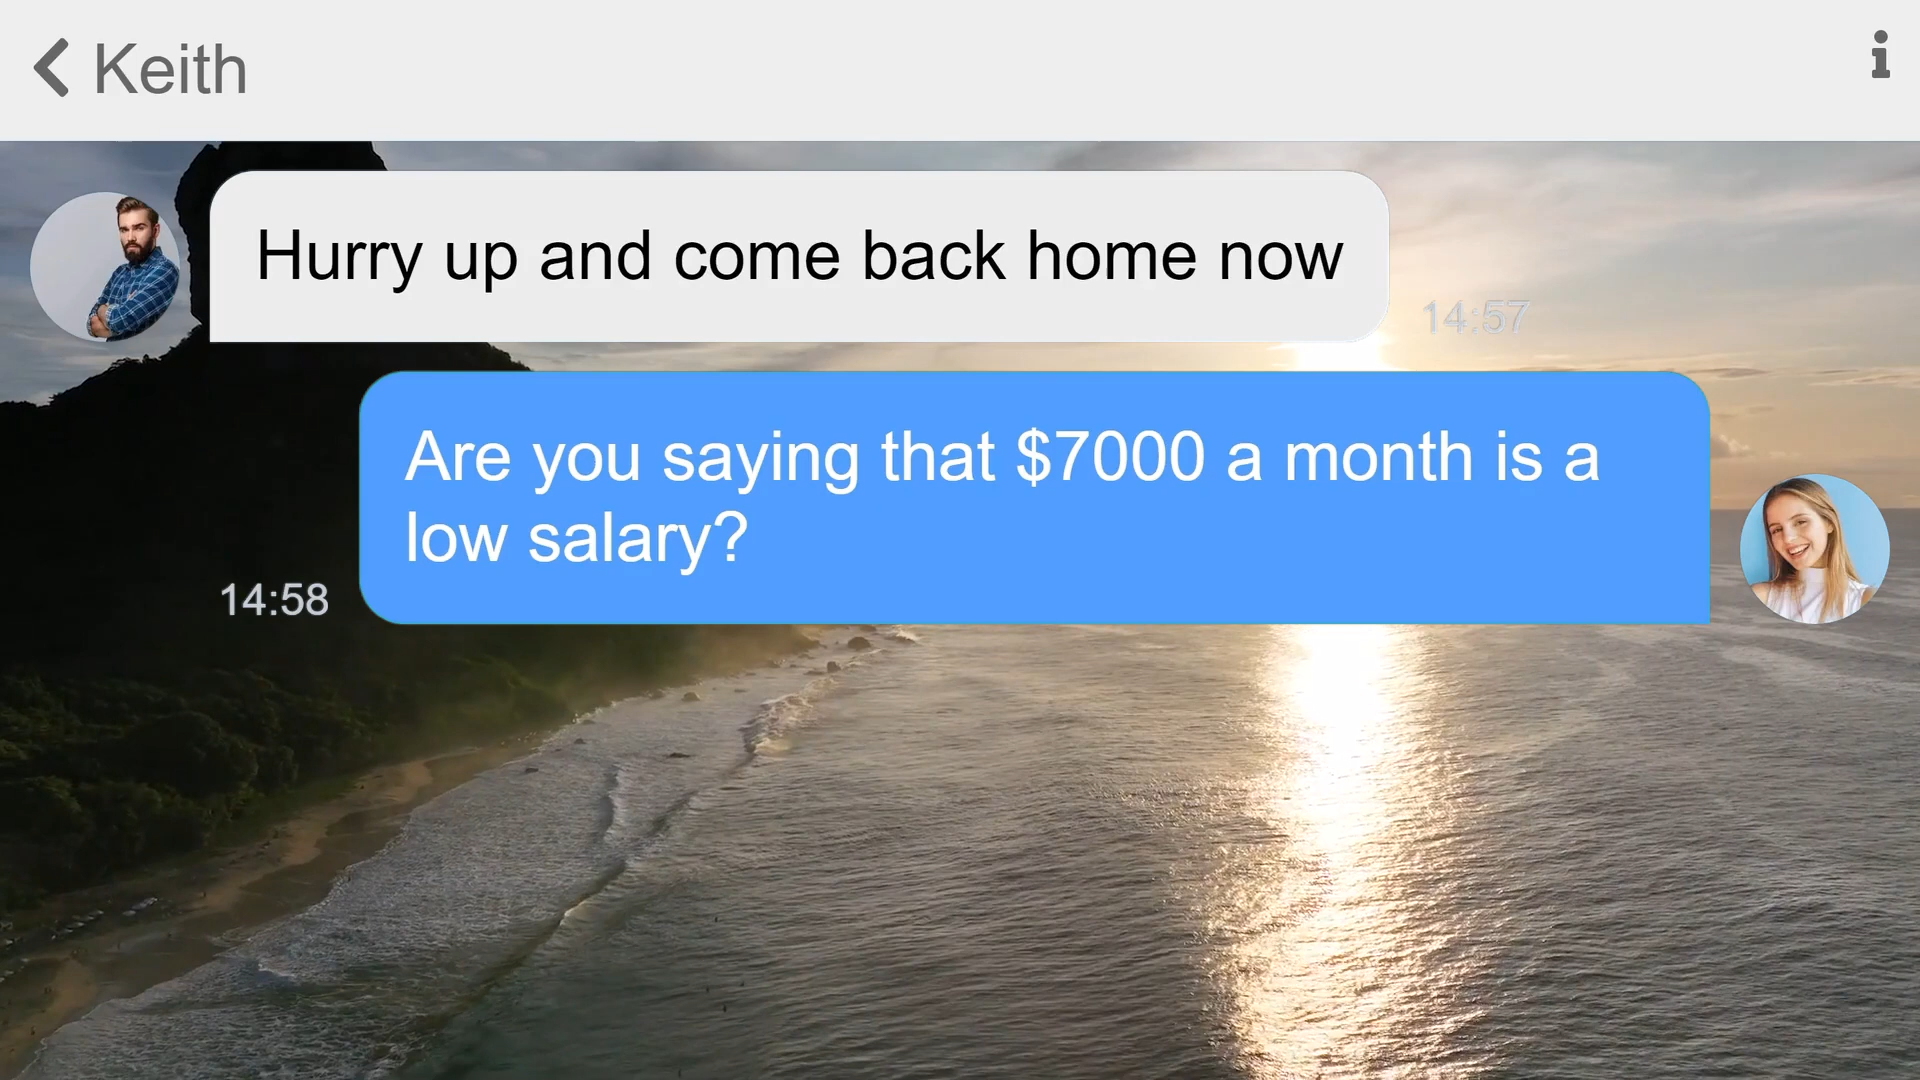 Keith
Hurry up and come back home now
14:57
Are you saying that $7000 a month is a
low salary?
14:58